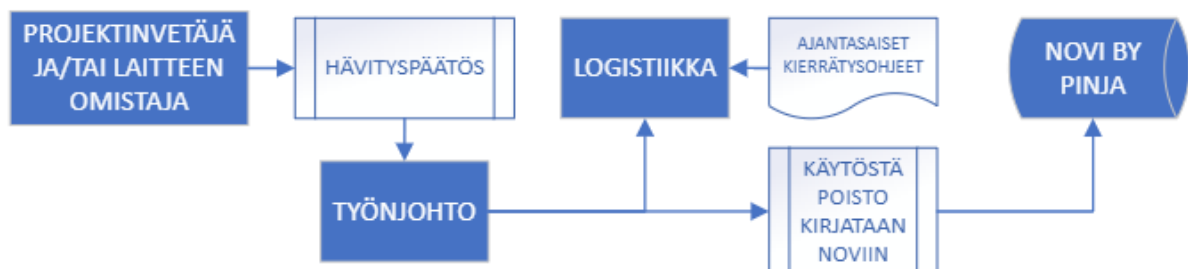 PROJEKTINVETÄJÄ
JA/TAI LAITTEEN
OMISTAJA
HÄVITYSPÄÄTÖS
LOGISTIIKKA
AJANTASAISET
KIERRÄTYSOHJEET
NOVI BY
PINJA
TYÖNJOHTO
KÄYTÖSTÄ
POISTO
KIRJATAAN
NOVIIN